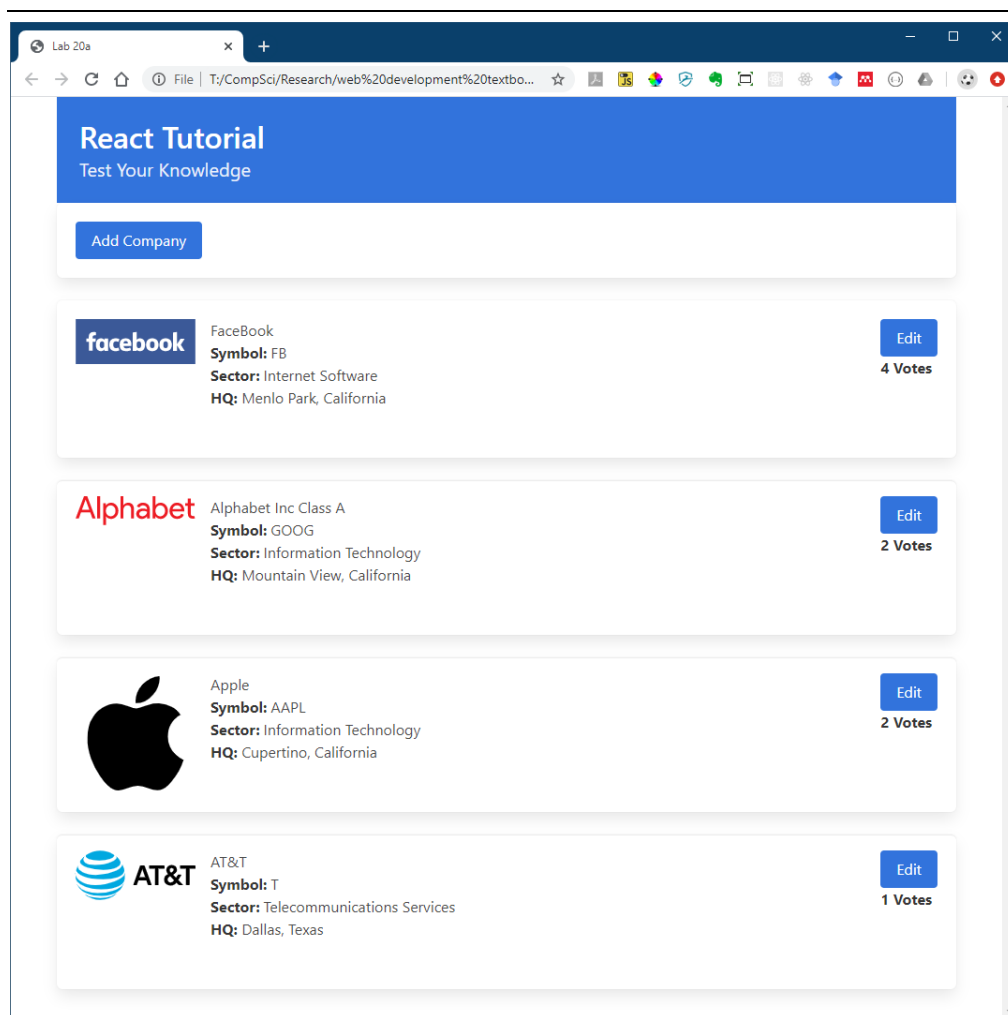 Lab 20a
File | T:/CompSci/Research/web%20development%20textbo...
JS
React Tutorial
Test Your Knowledge
Add Company
facebook
FaceBook
Symbol: FB
Sector: Internet Software
HQ: Menlo Park, California
Edit
4 Votes
Alphabet
Alphabet Inc Class A
Symbol: GOOG
Sector: Information Technology
HQ: Mountain View, California
Edit
2 Votes
Apple
Symbol: AAPL
Sector: Information Technology
HQ: Cupertino, California
Edit
2 Votes
AT&T
AT&T
Symbol: T
Sector: Telecommunications Services
HQ: Dallas, Texas
Edit
1 Votes